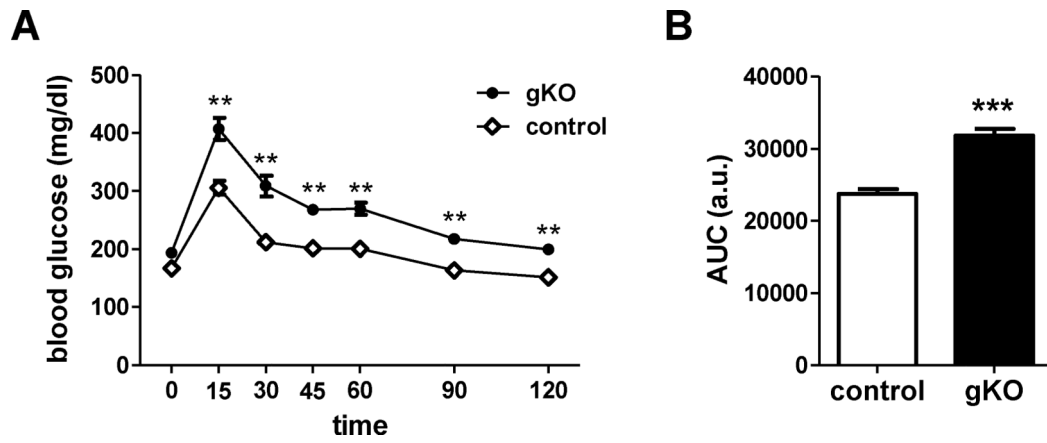 A
blood glucose (mg/dl)
500
400
300
200
100
0
**
**
**
**
**
**
gKO
control
0 15 30 45 60 90 120
time
B
AUC (a.u.)
40000
30000
20000
10000
0
***
control gKO